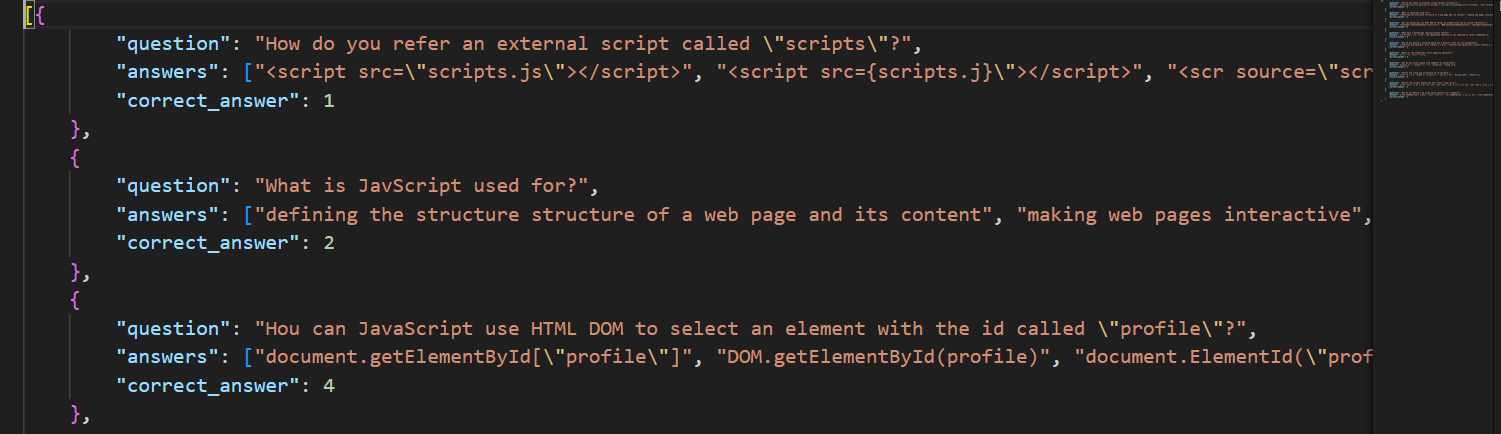 [{
"question": "How do you refer an external script called \"scripts\"?",
"answers": ["<script src=\"scripts.js\"></script>", "<script src={scripts.j}\"></script>", "<scr source=\"scr
"correct_answer": 1
},
{
"question": "What is JavScript used for?",
"answers": ["defining the structure structure of a web page and its content", "making web pages interactive",
"correct_answer": 2
},
{
"question": "Hou can JavaScript use HTML DOM to select an element with the id called \"profile\"?",
"answers": ["document.getElementById[\"profile\"]", "DOM.getElementById(profile)", "document.ElementId(\"prof
"correct_answer": 4
},